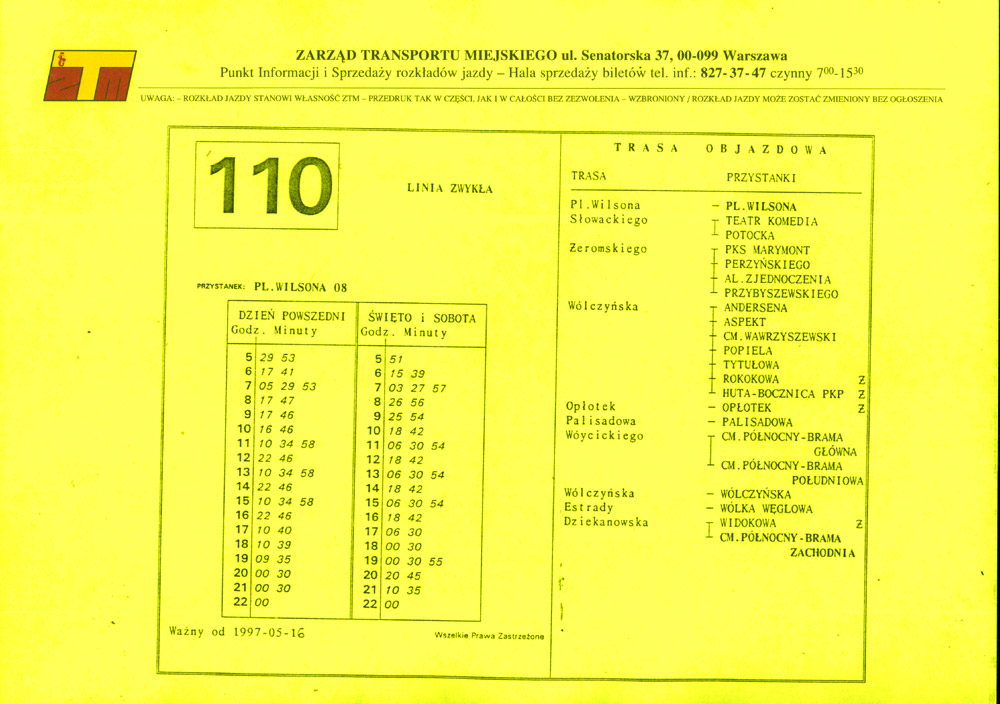 ZTM
ZARZĄD TRANSPORTU MIEJSKIEGO ul. Senatorska 37, 00-099 Warszawa
Punkt Informacji i Sprzedaży rozkładów jazdy – Hala sprzedaży biletów tel. inf.: 827-37-47 czynny 7⁰⁰-15³⁰
UWAGA: – ROZKŁAD JAZDY STANOWI WŁASNOŚĆ ZTM – PRZEDRUK TAK W CZĘŚCI, JAK I W CAŁOŚCI BEZ ZEZWOLENIA – WZBRONIONY / ROZKŁAD JAZDY MOŻE ZOSTAĆ ZMIENIONY BEZ OGŁOSZENIA
110
LINIA ZWYKŁA
PRZYSTANEK: PL.WILSONA 08
DZIEŃ POWSZEDNI
Godz. Minuty
5 29 53
6 17 41
7 05 29 53
8 17 47
9 17 46
10 16 46
11 10 34 58
12 22 46
13 10 34 58
14 22 46
15 10 34 58
16 22 46
17 10 40
18 10 39
19 09 35
20 00 30
21 00 30
22 00
ŚWIĘTO i SOBOTA
Godz. Minuty
5 51
6 15 39
7 03 27 57
8 26 56
9 25 54
10 18 42
11 06 30 54
12 18 42
13 06 30 54
14 18 42
15 06 30 54
16 18 42
17 06 30
18 00 30
19 00 30 55
20 20 45
21 10 35
22 00
Ważny od 1997-05-16
Wszelkie Prawa Zastrzeżone
TRASA OBJAZDOWA
TRASA PRZYSTANKI
Pl.Wilsona – PL.WILSONA
Słowackiego TEATR KOMEDIA
POTOCKA
Żeromskiego PKS MARYMONT
PERZYŃSKIEGO
AL.ZJEDNOCZENIA
PRZYBYSZEWSKIEGO
Wólczyńska ANDERSENA
ASPEKT
CM.WAWRZYSZEWSKI
POPIELA
TYTUŁOWA
ROKOKOWA Z
HUTA-BOCZNICA PKP Z
Opłotek – OPŁOTEK Z
Palisadowa – PALISADOWA
Wóycickiego CM.PÓŁNOCNY-BRAMA
GŁÓWNA
CM.PÓŁNOCNY-BRAMA
POŁUDNIOWA
Wólczyńska – WÓLCZYŃSKA
Estrady – WÓLKA WĘGLOWA
Dziekanowska WIDOKOWA Z
CM.PÓŁNOCNY-BRAMA
ZACHODNIA